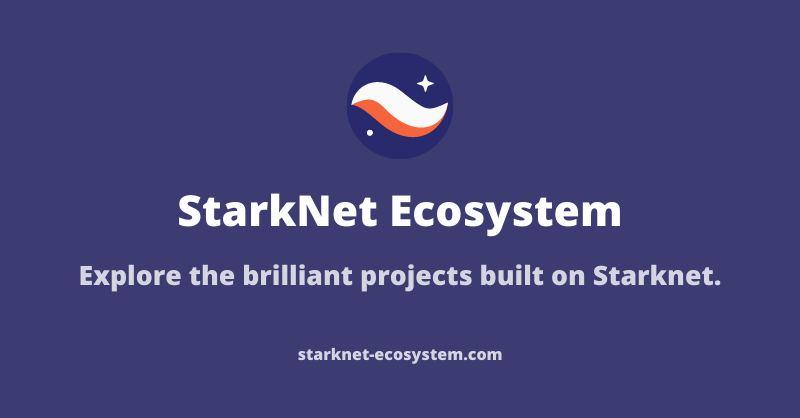 StarkNet Ecosystem
Explore the brilliant projects built on Starknet.
starknet-ecosystem.com